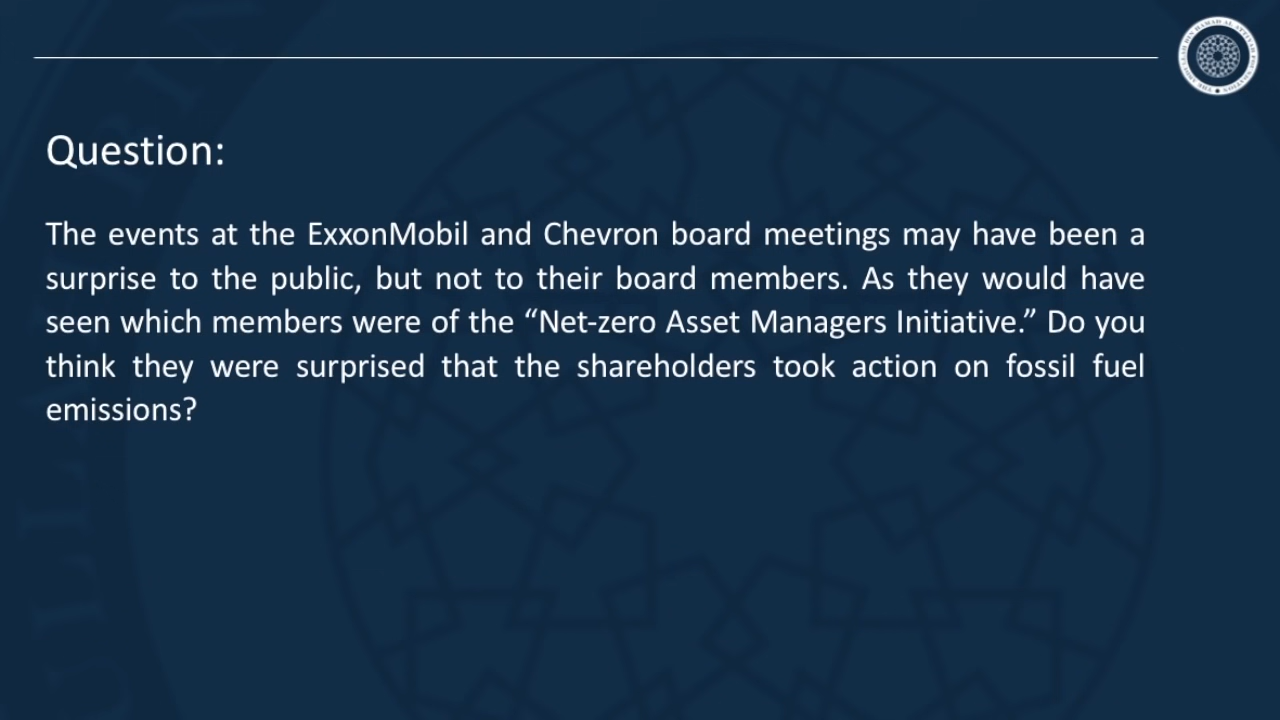 Question:
The events at the ExxonMobil and Chevron board meetings may have been a
surprise to the public, but not to their board members. As they would have
seen which members were of the “Net-zero Asset Managers Initiative.” Do you
think they were surprised that the shareholders took action on fossil fuel
emissions?